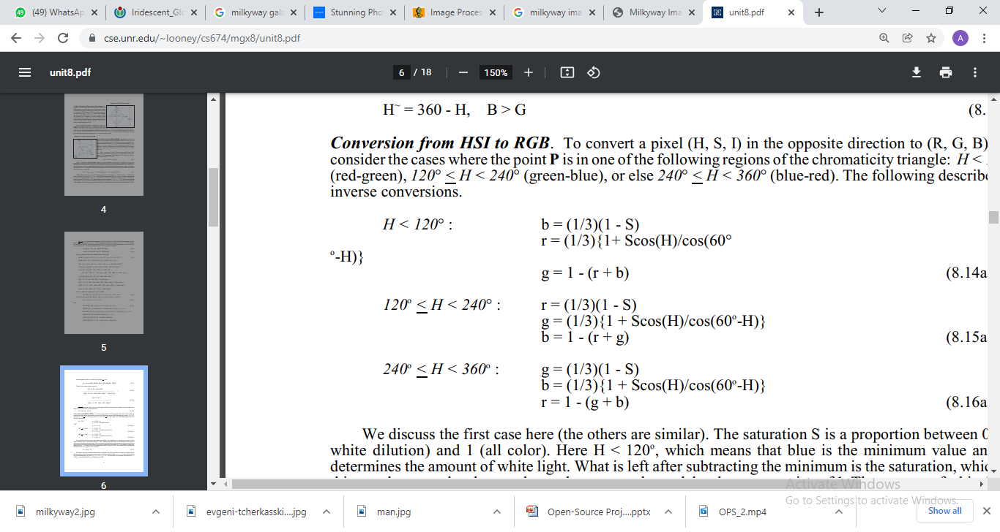 (49) WhatsAp
Iridescent_Glo
milkyway gala
Stunning Pho
Image Proces
milkyway ima
Milkyway Ima
unit8.pdf
cse.unr.edu/~looney/cs674/mgx8/unit8.pdf
A
unit8.pdf
6 / 18
150%
4
5
6
H~ = 360 - H, B > G (8.
Conversion from HSI to RGB. To convert a pixel (H, S, I) in the opposite direction to (R, G, B)
consider the cases where the point P is in one of the following regions of the chromaticity triangle: H <
(red-green), 120° ≤ H < 240° (green-blue), or else 240° ≤ H < 360° (blue-red). The following describe
inverse conversions.
H < 120° : b = (1/3)(1 - S)
r = (1/3){1+ Scos(H)/cos(60°
°-H)}
g = 1 - (r + b) (8.14a
120° ≤ H < 240° : r = (1/3)(1 - S)
g = (1/3){1 + Scos(H)/cos(60°-H)}
b = 1 - (r + g) (8.15a
240° ≤ H < 360° : g = (1/3)(1 - S)
b = (1/3){1 + Scos(H)/cos(60°-H)}
r = 1 - (g + b) (8.16a
We discuss the first case here (the others are similar). The saturation S is a proportion between 0
white dilution) and 1 (all color). Here H < 120°, which means that blue is the minimum value an
determines the amount of white light. What is left after subtracting the minimum is the saturation, whic
Activate Windows
Go to Settings to activate Windows.
milkyway2.jpg
evgeni-tcherkasski....jpg
man.jpg
Open-Source Proj....pptx
OPS_2.mp4
Show all